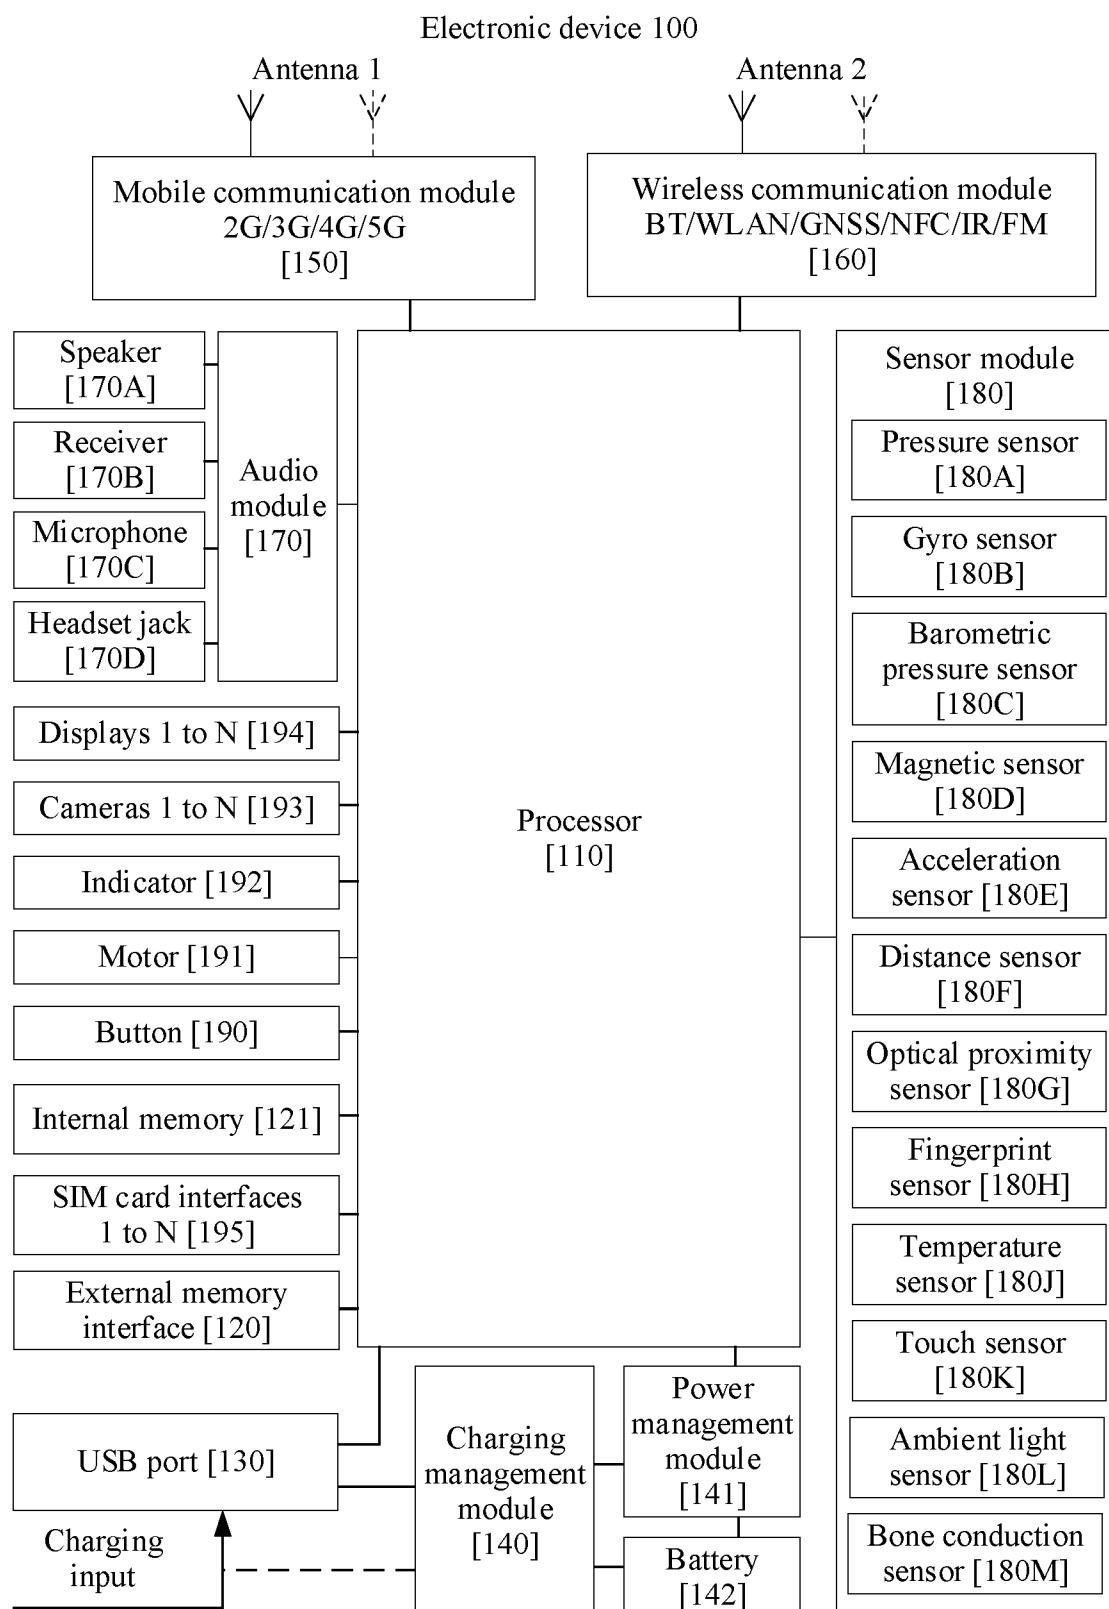 Electronic device 100
Antenna 1
Antenna 2
Mobile communication module
2G/3G/4G/5G
[150]
Wireless communication module
BT/WLAN/GNSS/NFC/IR/FM
[160]
Speaker
[170A]
Receiver
[170B]
Microphone
[170C]
Headset jack
[170D]
Audio
module
[170]
Displays 1 to N [194]
Cameras 1 to N [193]
Indicator [192]
Motor [191]
Button [190]
Internal memory [121]
SIM card interfaces
1 to N [195]
External memory
interface [120]
Processor
[110]
Sensor module
[180]
Pressure sensor
[180A]
Gyro sensor
[180B]
Barometric
pressure sensor
[180C]
Magnetic sensor
[180D]
Acceleration
sensor [180E]
Distance sensor
[180F]
Optical proximity
sensor [180G]
Fingerprint
sensor [180H]
Temperature
sensor [180J]
Touch sensor
[180K]
Ambient light
sensor [180L]
Bone conduction
sensor [180M]
USB port [130]
Charging
input
Charging
management
module
[140]
Power
management
module
[141]
Battery
[142]